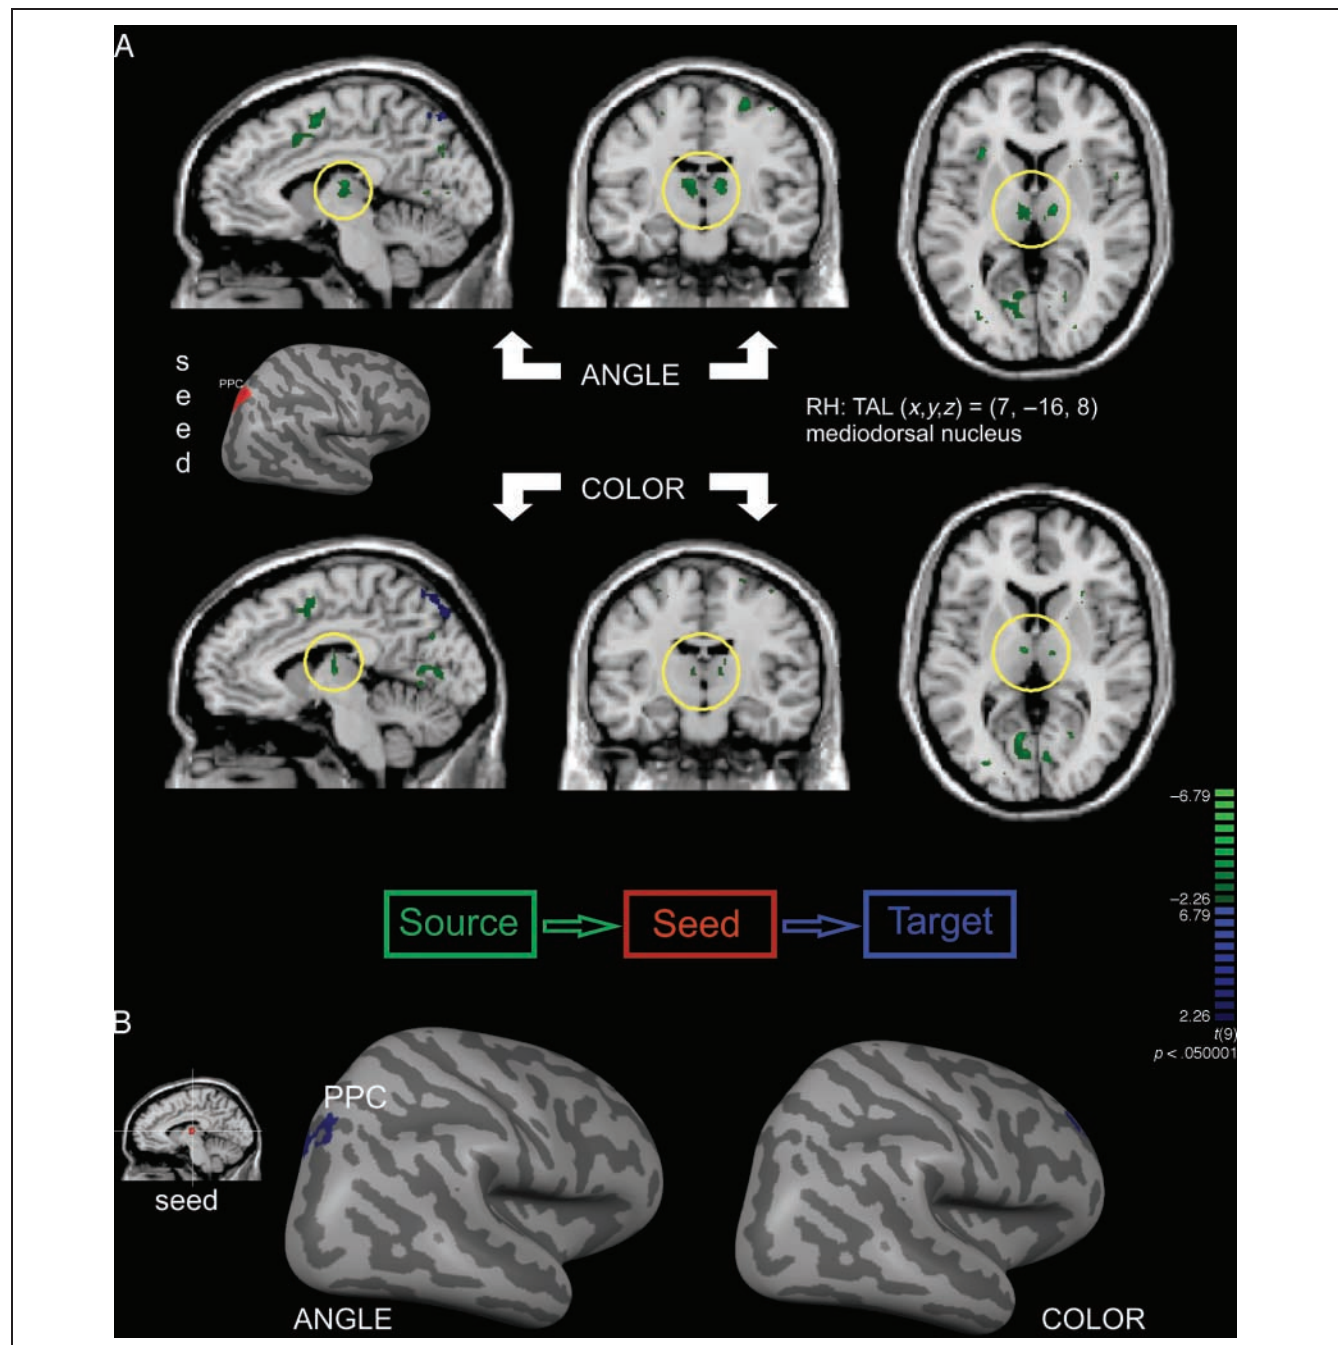 A
s
e
e
d
PPC
ANGLE
RH: TAL (x,y,z) = (7, −16, 8)
mediodorsal nucleus
COLOR
−6.79
−2.26
6.79
2.26
t(9)
p < .050001
Source
Seed
Target
B
PPC
seed
ANGLE
COLOR